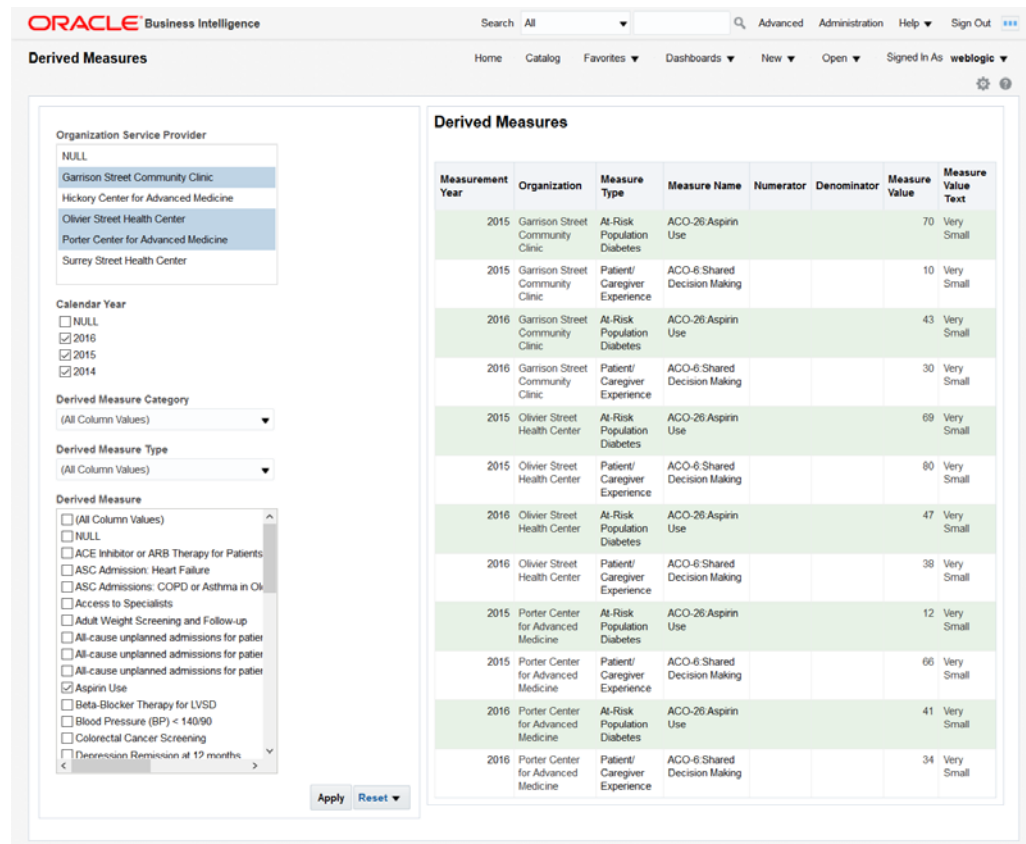 ORACLE Business Intelligence
Search All Advanced Administration Help Sign Out
Derived Measures
Home Catalog Favorites Dashboards New Open Signed In As weblogic
Organization Service Provider
NULL
Garrison Street Community Clinic
Hickory Center for Advanced Medicine
Olivier Street Health Center
Porter Center for Advanced Medicine
Surrey Street Health Center
Calendar Year
NULL
2016
2015
2014
Derived Measure Category
(All Column Values)
Derived Measure Type
(All Column Values)
Derived Measure
(All Column Values)
NULL
ACE Inhibitor or ARB Therapy for Patients
ASC Admission: Heart Failure
ASC Admissions: COPD or Asthma in Ol
Access to Specialists
Adult Weight Screening and Follow-up
All-cause unplanned admissions for patier
All-cause unplanned admissions for patier
All-cause unplanned admissions for patier
Aspirin Use
Beta-Blocker Therapy for LVSD
Blood Pressure (BP) < 140/90
Colorectal Cancer Screening
Depression Remission at 12 months
Apply Reset
Derived Measures
Measurement Measure Measure Measure
Year Organization Type Measure Name Numerator Denominator Value Value
Text
2015 Garrison Street At-Risk ACO-26:Aspirin 70 Very
Community Population Use Small
Clinic Diabetes
2015 Garrison Street Patient/ ACO-6:Shared 10 Very
Community Caregiver Decision Making Small
Clinic Experience
2016 Garrison Street At-Risk ACO-26:Aspirin 43 Very
Community Population Use Small
Clinic Diabetes
2016 Garrison Street Patient/ ACO-6:Shared 30 Very
Community Caregiver Decision Making Small
Clinic Experience
2015 Olivier Street At-Risk ACO-26:Aspirin 69 Very
Health Center Population Use Small
Diabetes
2015 Olivier Street Patient/ ACO-6:Shared 80 Very
Health Center Caregiver Decision Making Small
Experience
2016 Olivier Street At-Risk ACO-26:Aspirin 47 Very
Health Center Population Use Small
Diabetes
2016 Olivier Street Patient/ ACO-6:Shared 38 Very
Health Center Caregiver Decision Making Small
Experience
2015 Porter Center At-Risk ACO-26:Aspirin 12 Very
for Advanced Population Use Small
Medicine Diabetes
2015 Porter Center Patient/ ACO-6:Shared 66 Very
for Advanced Caregiver Decision Making Small
Medicine Experience
2016 Porter Center At-Risk ACO-26:Aspirin 41 Very
for Advanced Population Use Small
Medicine Diabetes
2016 Porter Center Patient/ ACO-6:Shared 34 Very
for Advanced Caregiver Decision Making Small
Medicine Experience